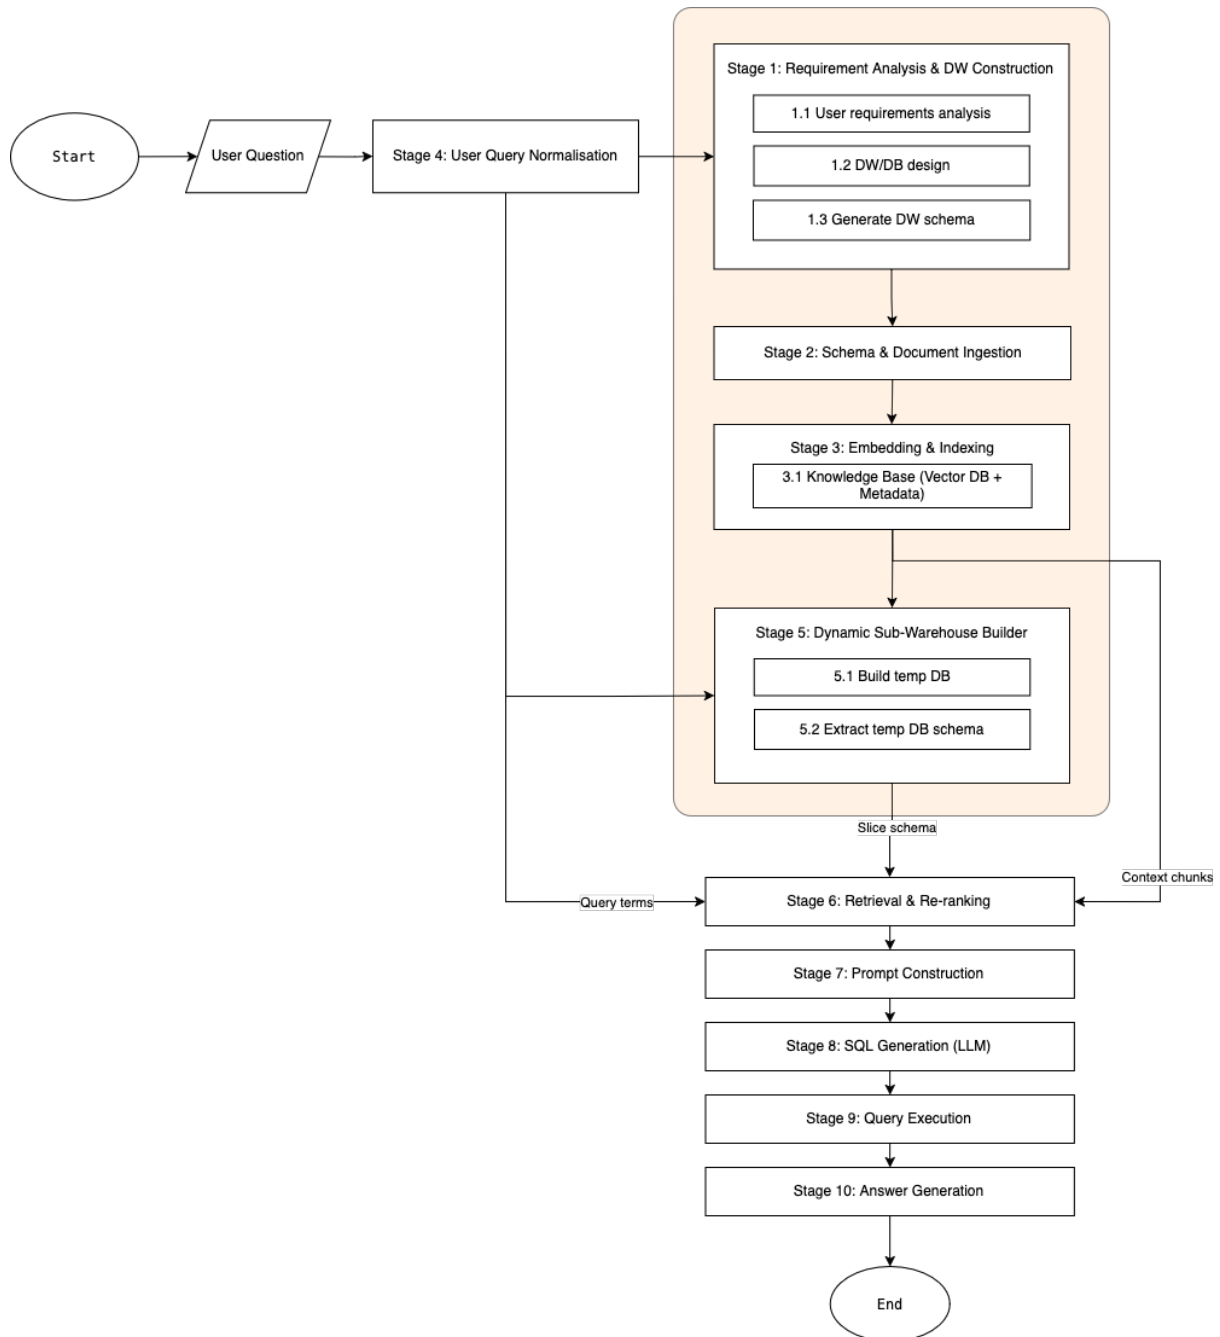 Start
User Question
Stage 4: User Query Normalisation
Stage 1: Requirement Analysis & DW Construction
1.1 User requirements analysis
1.2 DW/DB design
1.3 Generate DW schema
Stage 2: Schema & Document Ingestion
Stage 3: Embedding & Indexing
3.1 Knowledge Base (Vector DB +
Metadata)
Stage 5: Dynamic Sub-Warehouse Builder
5.1 Build temp DB
5.2 Extract temp DB schema
Slice schema
Context chunks
Query terms
Stage 6: Retrieval & Re-ranking
Stage 7: Prompt Construction
Stage 8: SQL Generation (LLM)
Stage 9: Query Execution
Stage 10: Answer Generation
End